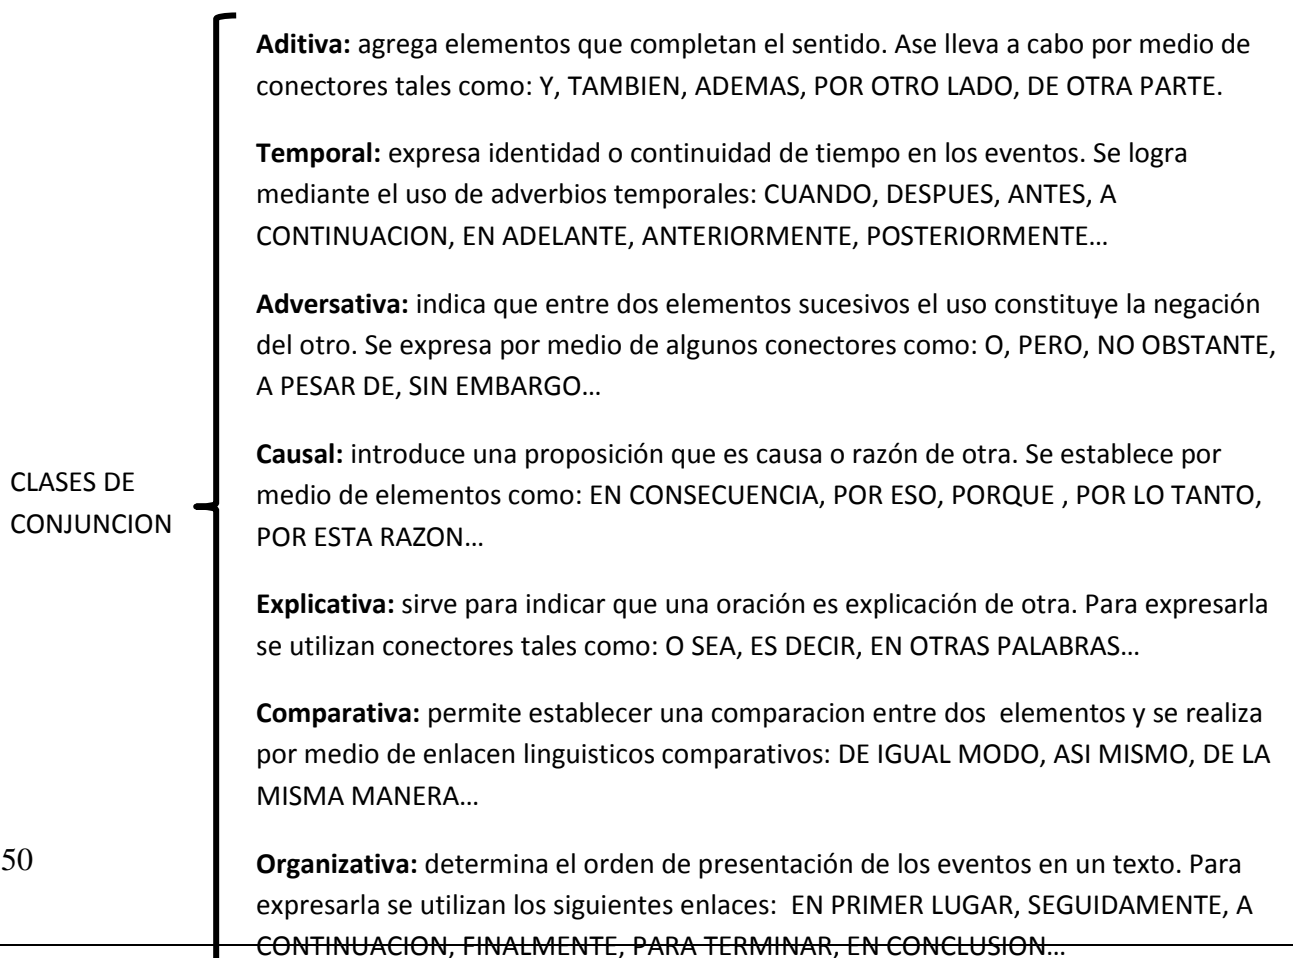 Aditiva: agrega elementos que completan el sentido. Ase lleva a cabo por medio de
conectores tales como: Y, TAMBIEN, ADEMAS, POR OTRO LADO, DE OTRA PARTE.
Temporal: expresa identidad o continuidad de tiempo en los eventos. Se logra
mediante el uso de adverbios temporales: CUANDO, DESPUES, ANTES, A
CONTINUACION, EN ADELANTE, ANTERIORMENTE, POSTERIORMENTE…
Adversativa: indica que entre dos elementos sucesivos el uso constituye la negación
del otro. Se expresa por medio de algunos conectores como: O, PERO, NO OBSTANTE,
A PESAR DE, SIN EMBARGO…
CLASES DE
CONJUNCION
Causal: introduce una proposición que es causa o razón de otra. Se establece por
medio de elementos como: EN CONSECUENCIA, POR ESO, PORQUE , POR LO TANTO,
POR ESTA RAZON…
Explicativa: sirve para indicar que una oración es explicación de otra. Para expresarla
se utilizan conectores tales como: O SEA, ES DECIR, EN OTRAS PALABRAS…
Comparativa: permite establecer una comparacion entre dos  elementos y se realiza
por medio de enlacen linguisticos comparativos: DE IGUAL MODO, ASI MISMO, DE LA
MISMA MANERA…
50
Organizativa: determina el orden de presentación de los eventos en un texto. Para
expresarla se utilizan los siguientes enlaces:  EN PRIMER LUGAR, SEGUIDAMENTE, A
CONTINUACION, FINALMENTE, PARA TERMINAR, EN CONCLUSION…